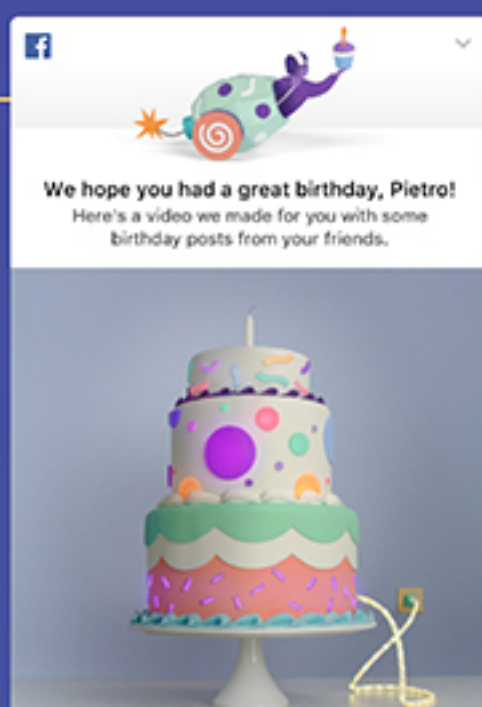 We hope you had a great birthday, Pietro!
Here's a video we made for you with some
birthday posts from your friends.